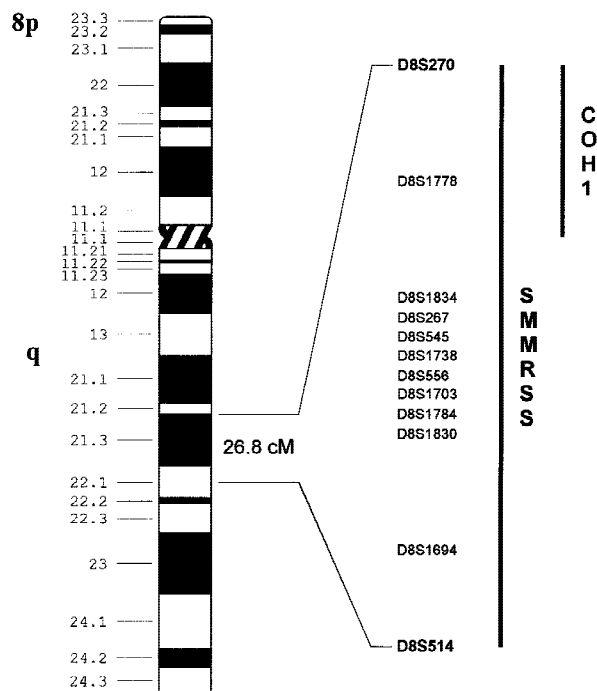 8p
23.3
23.2
23.1
22
21.3
21.2
21.1
12
11.2
11.1
11.1
11.21
11.22
11.23
12
13
q
21.1
21.2
21.3
22.1
22.2
22.3
23
24.1
24.2
24.3
26.8 cM
D8S270
D8S1778
D8S1834
D8S267
D8S545
D8S1738
D8S556
D8S1703
D8S1784
D8S1830
D8S1694
D8S514
SMMRSS
COH1